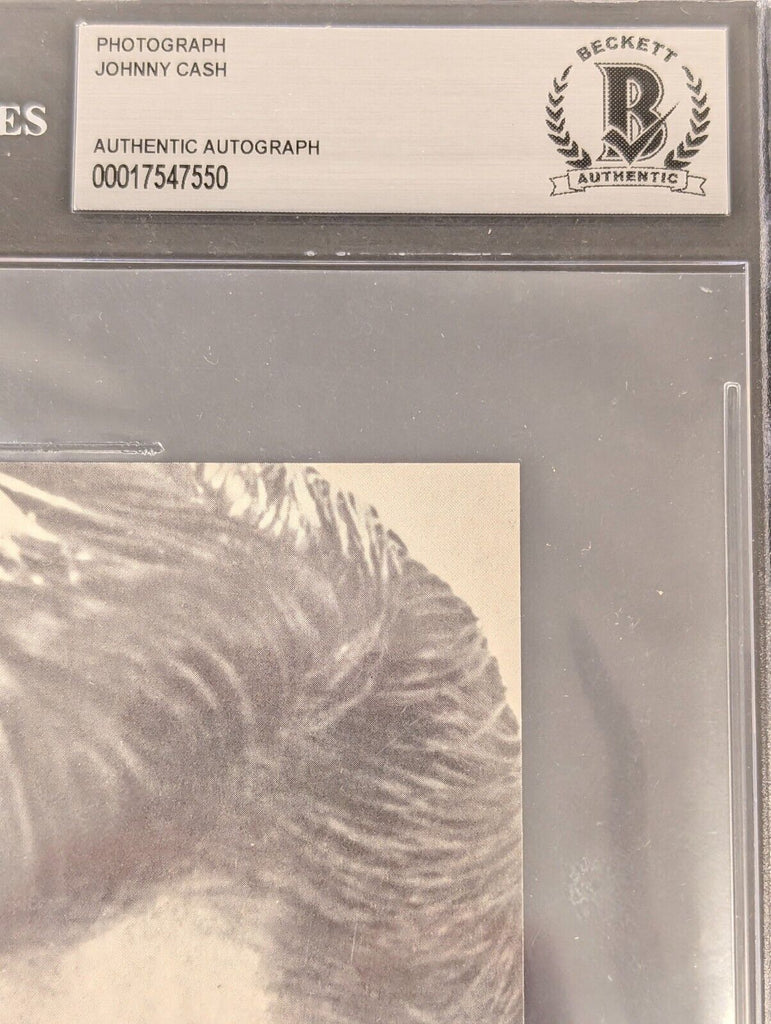 PHOTOGRAPH
JOHNNY CASH
AUTHENTIC AUTOGRAPH
00017547550
BECKETT
B
AUTHENTIC
ES